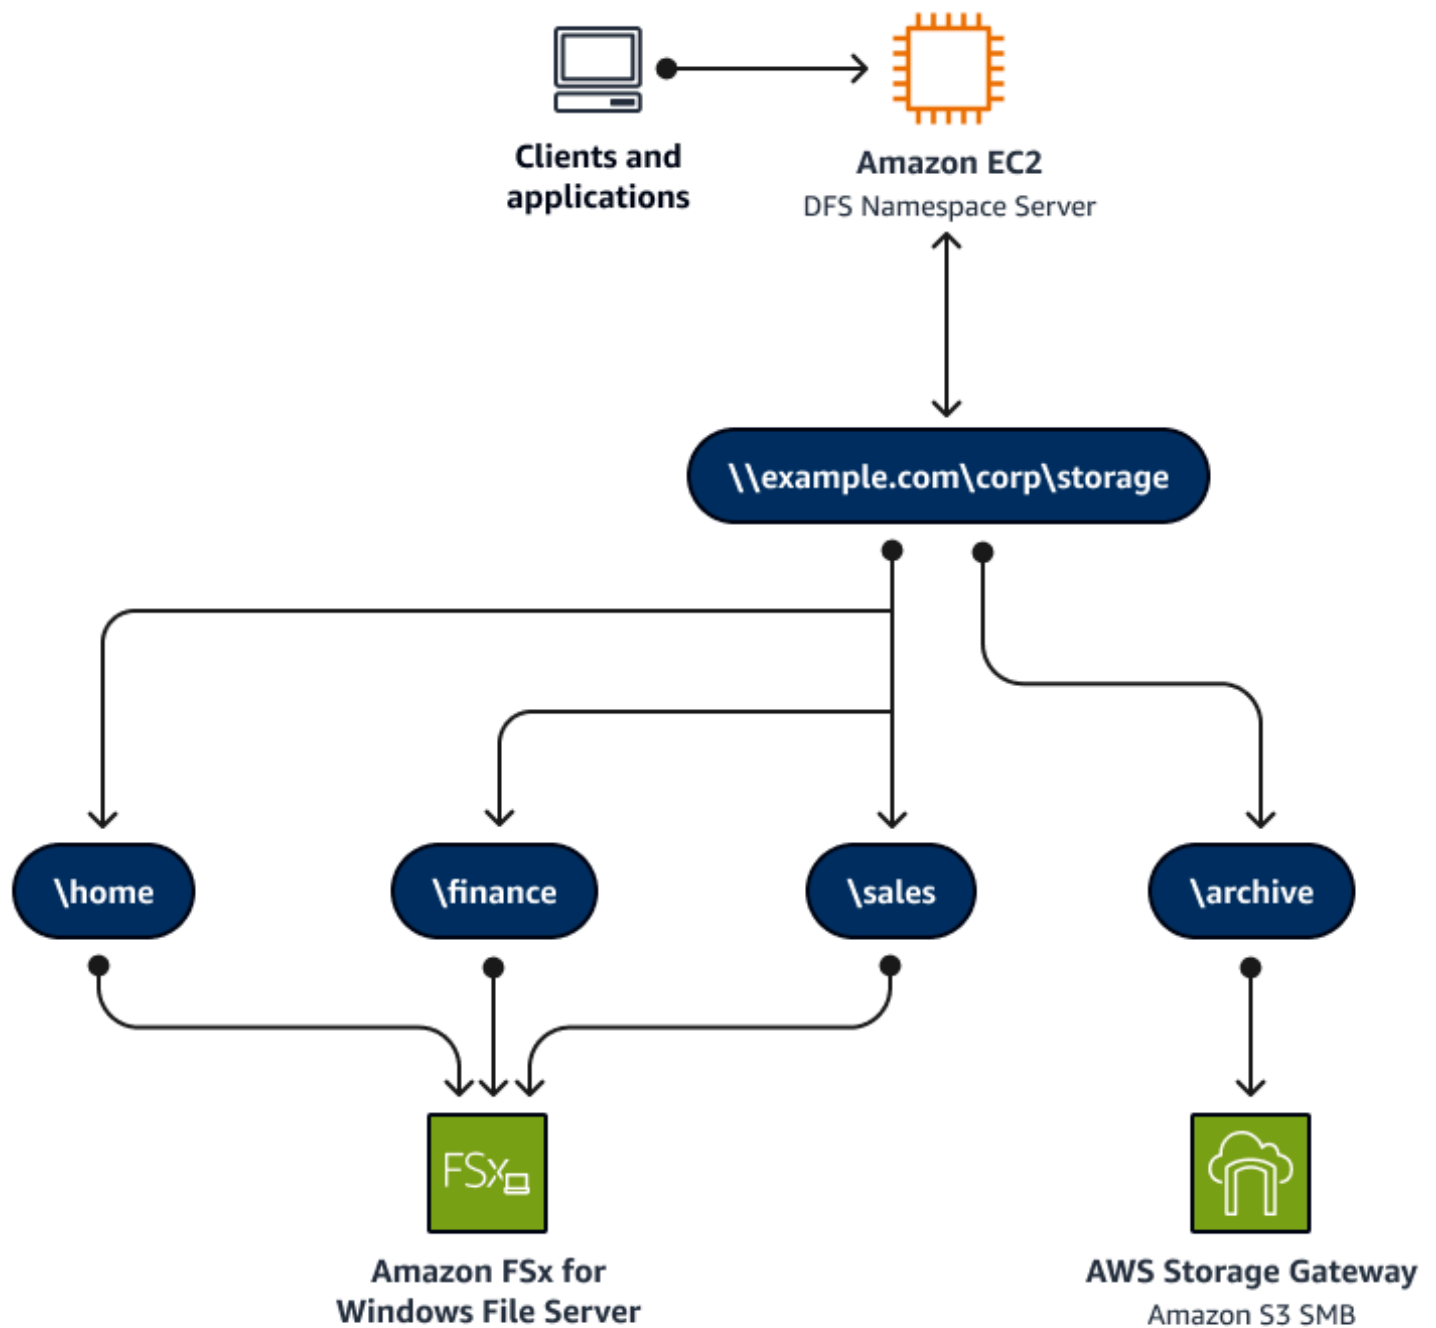 Clients and
applications
Amazon EC2
DFS Namespace Server
\\example.com\corp\storage
\home
\finance
\sales
\archive
FSx
Amazon FSx for
Windows File Server
AWS Storage Gateway
Amazon S3 SMB